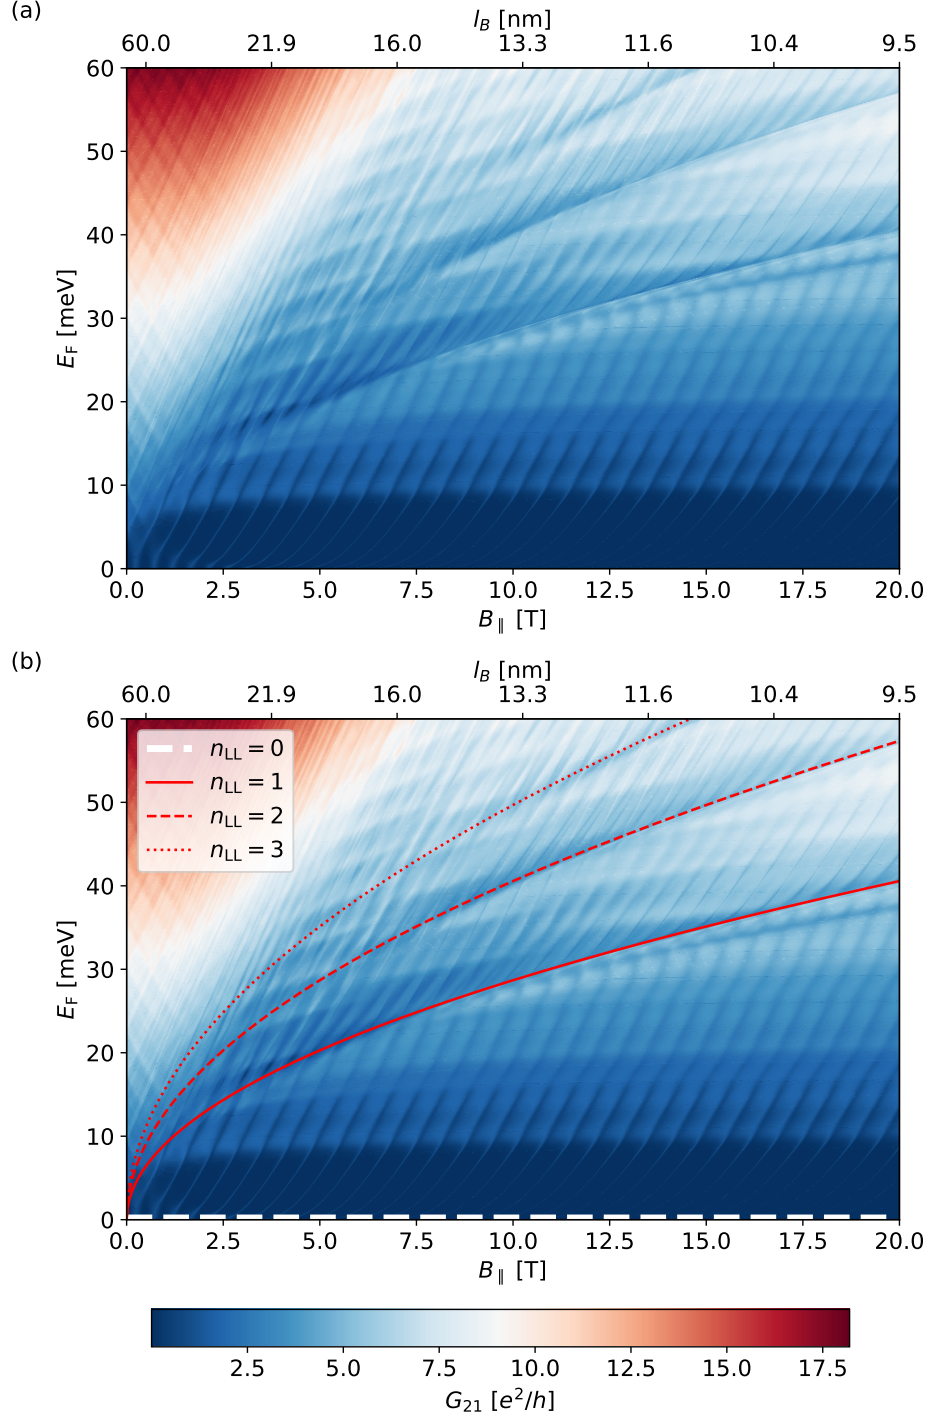 (a)
l_B [nm]
60.0 21.9 16.0 13.3 11.6 10.4 9.5
60
50
40
30
20
10
0
E_F [meV]
0.0 2.5 5.0 7.5 10.0 12.5 15.0 17.5 20.0
B_∥ [T]
(b)
l_B [nm]
60.0 21.9 16.0 13.3 11.6 10.4 9.5
n_LL = 0
n_LL = 1
n_LL = 2
n_LL = 3
60
50
40
30
20
10
0
E_F [meV]
0.0 2.5 5.0 7.5 10.0 12.5 15.0 17.5 20.0
B_∥ [T]
2.5 5.0 7.5 10.0 12.5 15.0 17.5
G_21 [e^2/h]